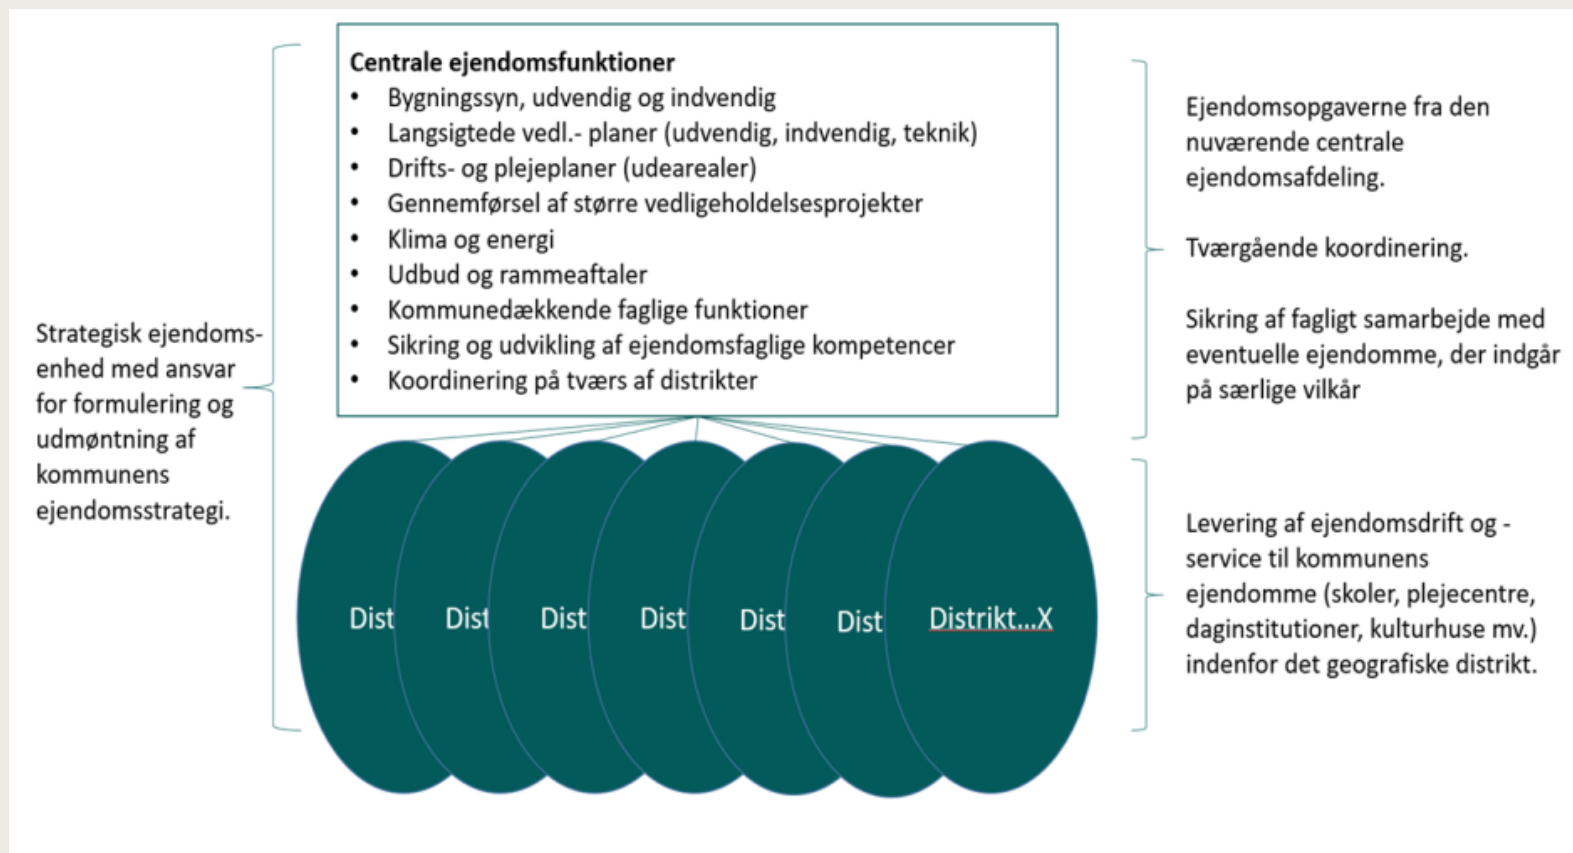 Strategisk ejendoms-
enhed med ansvar
for formulering og
udmøntning af
kommunens
ejendomsstrategi.
Centrale ejendomsfunktioner
• Bygningssyn, udvendig og indvendig
• Langsigtede vedl.- planer (udvendig, indvendig, teknik)
• Drifts- og plejeplaner (udearealer)
• Gennemførsel af større vedligeholdelsesprojekter
• Klima og energi
• Udbud og rammeaftaler
• Kommunedækkende faglige funktioner
• Sikring og udvikling af ejendomsfaglige kompetencer
• Koordinering på tværs af distrikter
Dist
Dist
Dist
Dist
Dist
Dist
Distrikt...X
Ejendomsopgaverne fra den
nuværende centrale
ejendomsafdeling.
Tværgående koordinering.
Sikring af fagligt samarbejde med
eventuelle ejendomme, der indgår
på særlige vilkår
Levering af ejendomsdrift og -
service til kommunens
ejendomme (skoler, plejecentre,
daginstitutioner, kulturhuse mv.)
indenfor det geografiske distrikt.